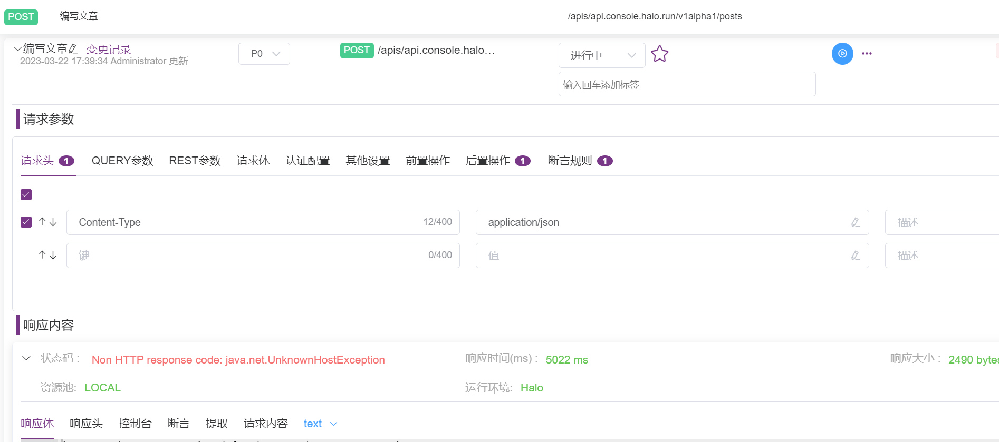 POST 编写文章 /apis/api.console.halo.run/v1alpha1/posts
编写文章 变更记录 P0 POST /apis/api.console.halo... 进行中
2023-03-22 17:39:34 Administrator 更新
输入回车添加标签
请求参数
请求头 1 QUERY参数 REST参数 请求体 认证配置 其他设置 前置操作 后置操作 1 断言规则 1
Content-Type 12/400 application/json 描述
键 0/400 值 描述
响应内容
状态码 : Non HTTP response code: java.net.UnknownHostException 响应时间(ms) : 5022 ms 响应大小 : 2490 bytes
资源池: LOCAL 运行环境: Halo
响应体 响应头 控制台 断言 提取 请求内容 text